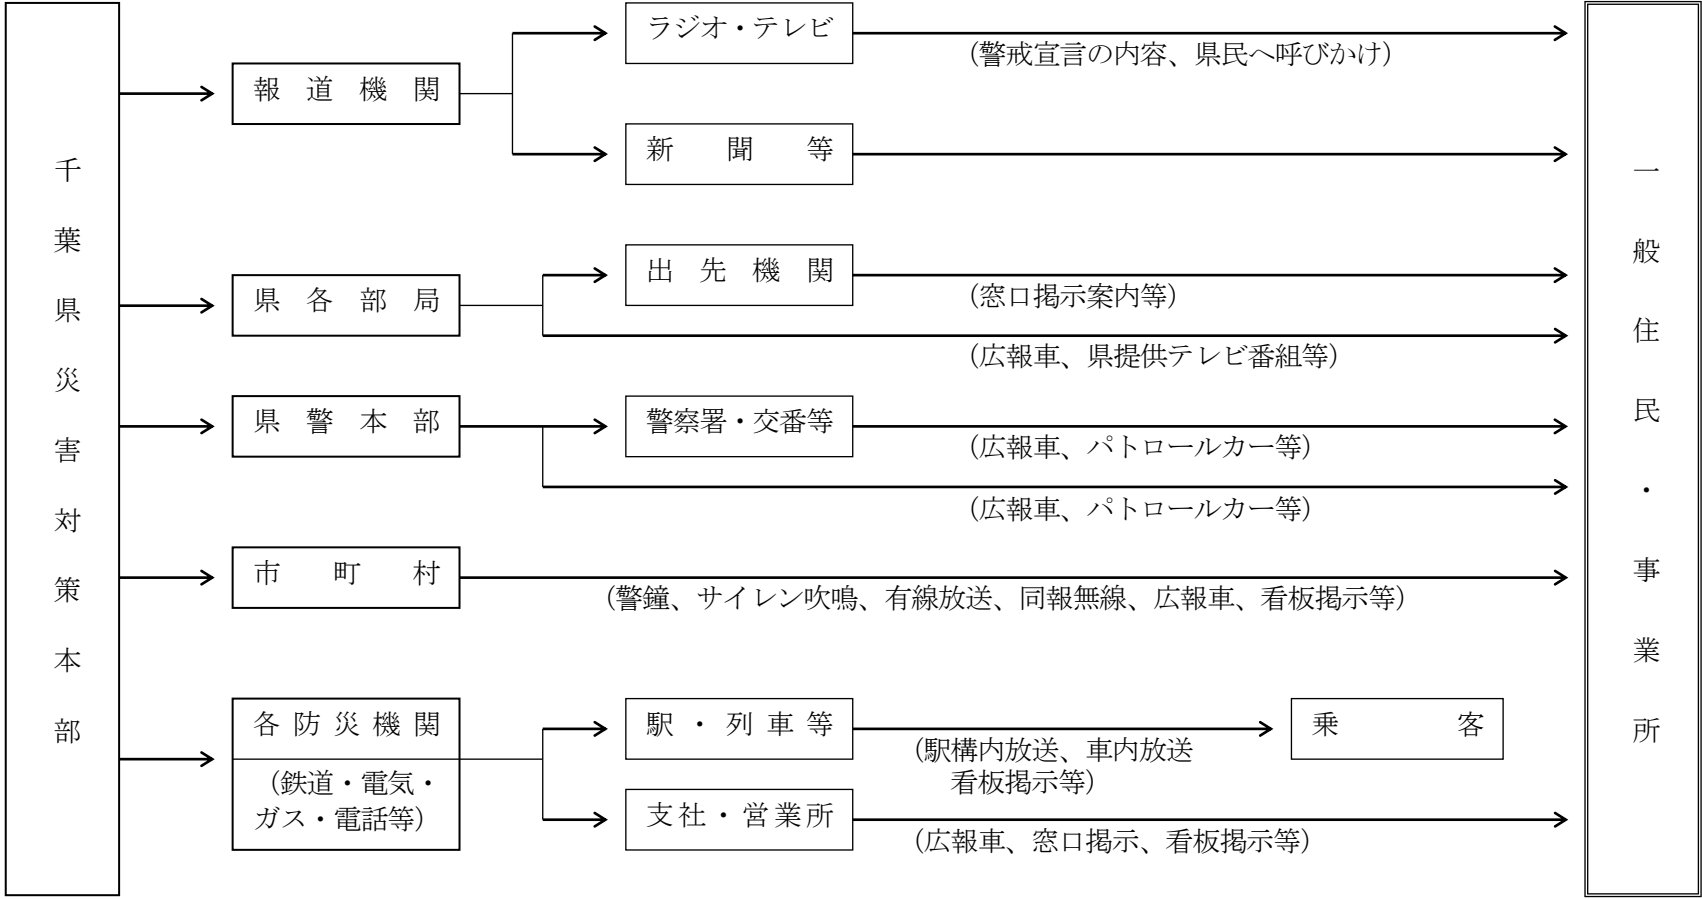 千葉県災害対策本部
報道機関
ラジオ・テレビ
（警戒宣言の内容、県民へ呼びかけ）
新聞等
県各部局
出先機関
（窓口掲示案内等）
（広報車、県提供テレビ番組等）
県警本部
警察署・交番等
（広報車、パトロールカー等）
（広報車、パトロールカー等）
市町村
（警鐘、サイレン吹鳴、有線放送、同報無線、広報車、看板掲示等）
各防災機関
（鉄道・電気・
ガス・電話等）
駅・列車等
（駅構内放送、車内放送
看板掲示等）
乗客
支社・営業所
（広報車、窓口掲示、看板掲示等）
一般住民・事業所